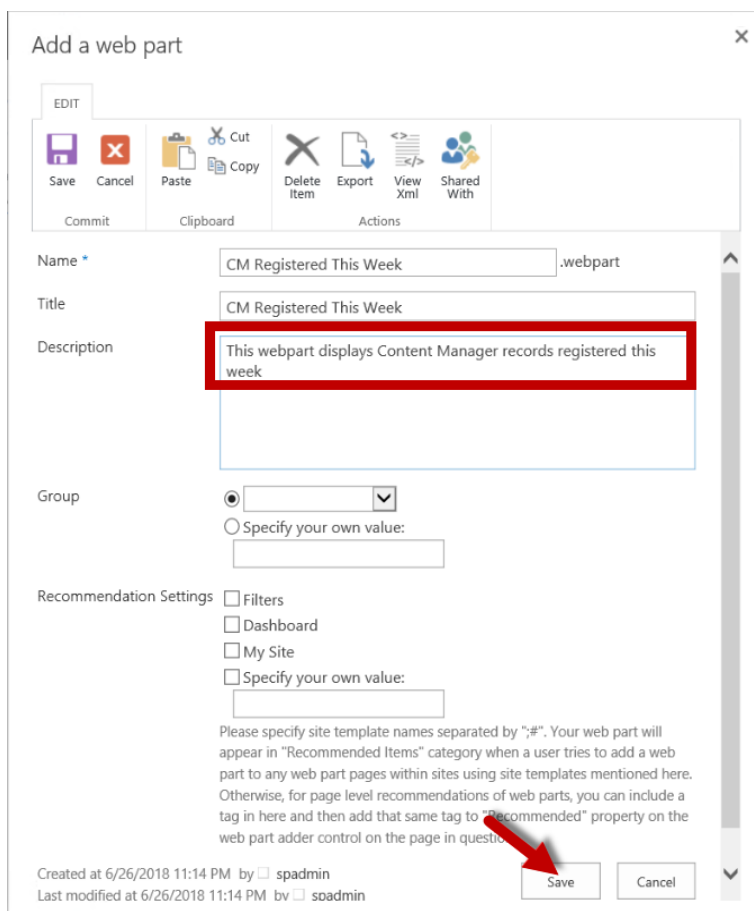 Add a web part
EDIT
Save
Cancel
Paste
Cut
Copy
Delete Item
Export
View Xml
Shared With
Commit
Clipboard
Actions
Name *
CM Registered This Week
.webpart
Title
CM Registered This Week
Description
This webpart displays Content Manager records registered this
week
Group
Specify your own value:
Recommendation Settings
Filters
Dashboard
My Site
Specify your own value:
Please specify site template names separated by ";#". Your web part will
appear in "Recommended Items" category when a user tries to add a web
part to any web part pages within sites using site templates mentioned here.
Otherwise, for page level recommendations of web parts, you can include a
tag in here and then add that same tag to "Recommended" property on the
web part adder control on the page in
Created at 6/26/2018 11:14 PM by spadmin
Last modified at 6/26/2018 11:14 PM by spadmin
Save
Cancel